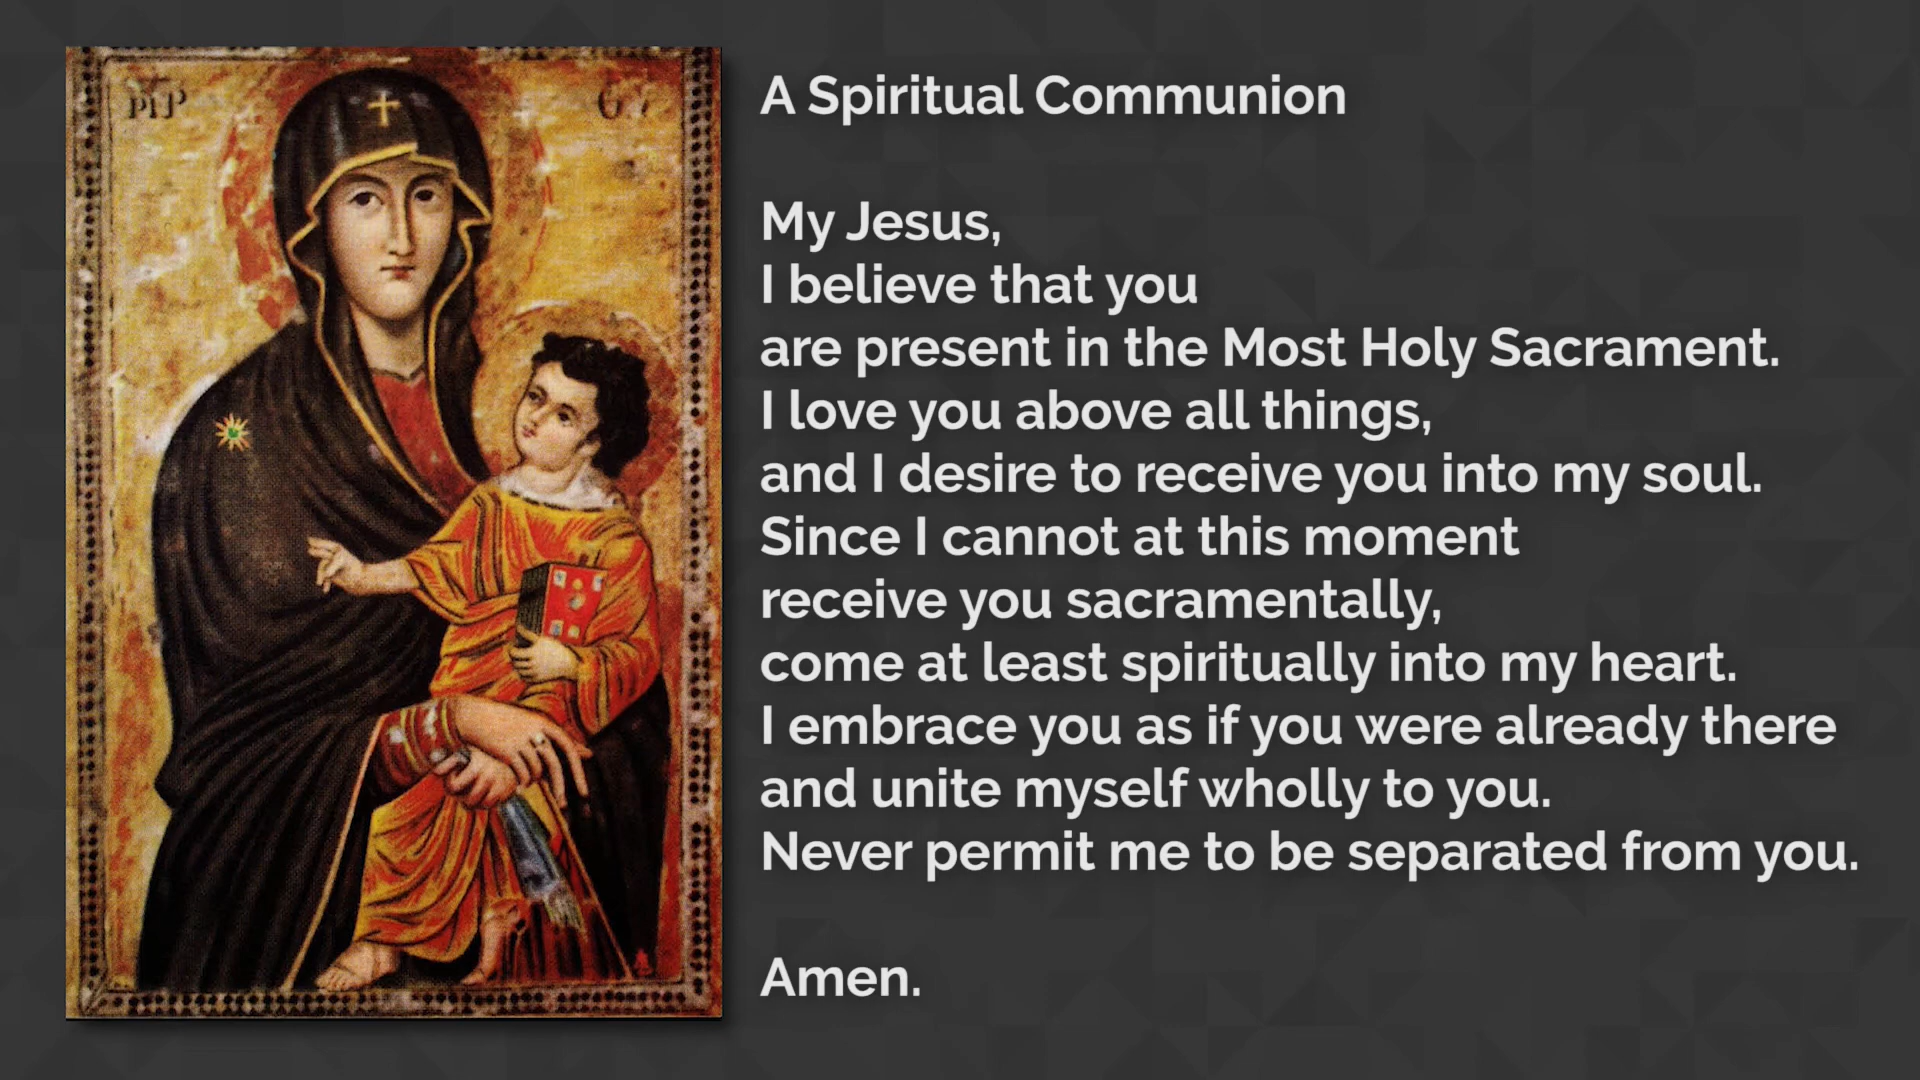 A Spiritual Communion
My Jesus,
I believe that you
are present in the Most Holy Sacrament.
I love you above all things,
and I desire to receive you into my soul.
Since I cannot at this moment
receive you sacramentally,
come at least spiritually into my heart.
I embrace you as if you were already there
and unite myself wholly to you.
Never permit me to be separated from you.
Amen.